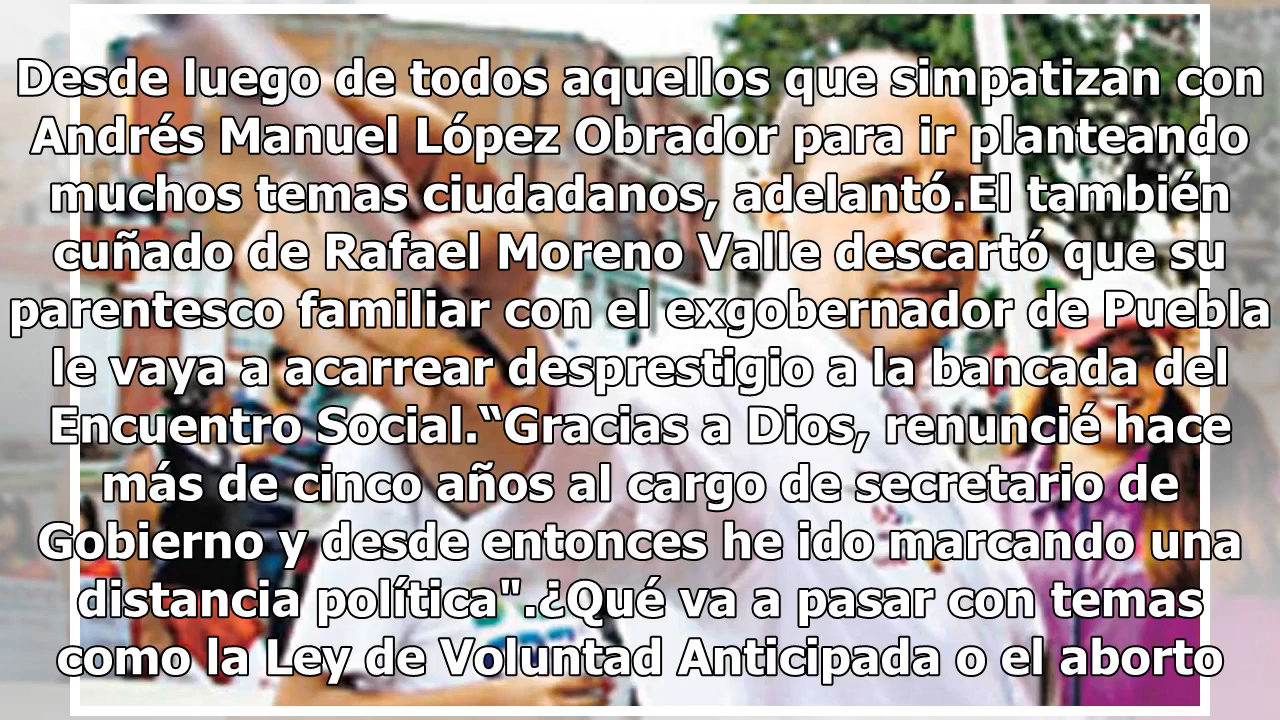 Desde luego de todos aquellos que simpatizan con
Andrés Manuel López Obrador para ir planteando
muchos temas ciudadanos, adelantó.El también
cuñado de Rafael Moreno Valle descartó que su
parentesco familiar con el exgobernador de Puebla
le vaya a acarrear desprestigio a la bancada del
Encuentro Social.“Gracias a Dios, renuncié hace
más de cinco años al cargo de secretario de
Gobierno y desde entonces he ido marcando una
distancia política".¿Qué va a pasar con temas
como la Ley de Voluntad Anticipada o el aborto